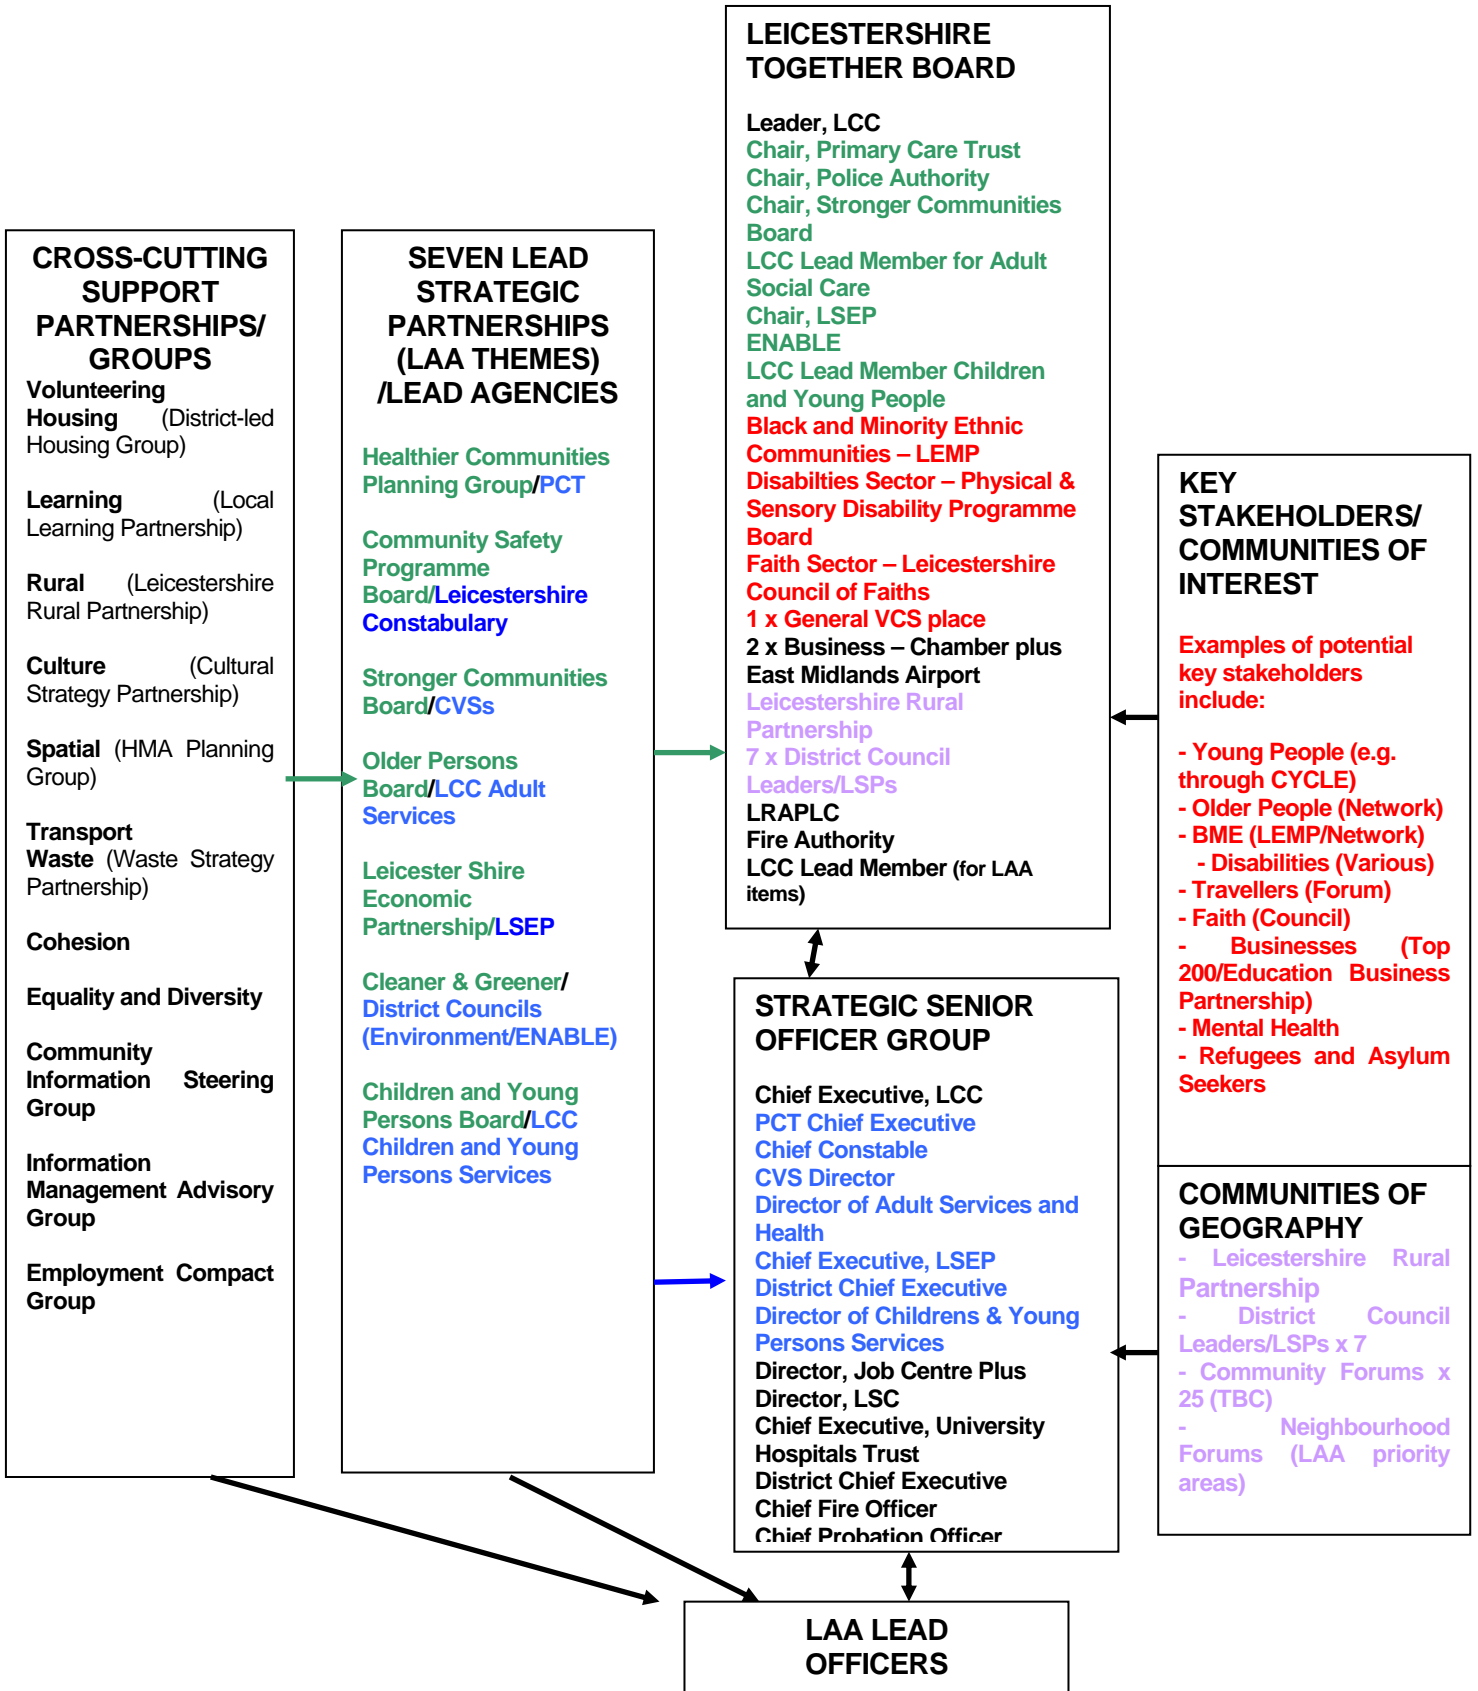 CROSS-CUTTING
SUPPORT
PARTNERSHIPS/
GROUPS
Volunteering
Housing (District-led
Housing Group)
Learning (Local
Learning Partnership)
Rural (Leicestershire
Rural Partnership)
Culture (Cultural
Strategy Partnership)
Spatial (HMA Planning
Group)
Transport
Waste (Waste Strategy
Partnership)
Cohesion
Equality and Diversity
Community
Information Steering
Group
Information
Management Advisory
Group
Employment Compact
Group
SEVEN LEAD
STRATEGIC
PARTNERSHIPS
(LAA THEMES)
/LEAD AGENCIES
Healthier Communities
Planning Group/PCT
Community Safety
Programme
Board/Leicestershire
Constabulary
Stronger Communities
Board/CVSs
Older Persons
Board/LCC Adult
Services
Leicester Shire
Economic
Partnership/LSEP
Cleaner & Greener/
District Councils
(Environment/ENABLE)
Children and Young
Persons Board/LCC
Children and Young
Persons Services
LEICESTERSHIRE
TOGETHER BOARD
Leader, LCC
Chair, Primary Care Trust
Chair, Police Authority
Chair, Stronger Communities
Board
LCC Lead Member for Adult
Social Care
Chair, LSEP
ENABLE
LCC Lead Member Children
and Young People
Black and Minority Ethnic
Communities – LEMP
Disabilties Sector – Physical &
Sensory Disability Programme
Board
Faith Sector – Leicestershire
Council of Faiths
1 x General VCS place
2 x Business – Chamber plus
East Midlands Airport
Leicestershire Rural
Partnership
7 x District Council
Leaders/LSPs
LRAPLC
Fire Authority
LCC Lead Member (for LAA
items)
STRATEGIC SENIOR
OFFICER GROUP
Chief Executive, LCC
PCT Chief Executive
Chief Constable
CVS Director
Director of Adult Services and
Health
Chief Executive, LSEP
District Chief Executive
Director of Childrens & Young
Persons Services
Director, Job Centre Plus
Director, LSC
Chief Executive, University
Hospitals Trust
District Chief Executive
Chief Fire Officer
Chief Probation Officer
KEY
STAKEHOLDERS/
COMMUNITIES OF
INTEREST
Examples of potential
key stakeholders
include:
- Young People (e.g.
through CYCLE)
- Older People (Network)
- BME (LEMP/Network)
- Disabilities (Various)
- Travellers (Forum)
- Faith (Council)
- Businesses (Top
200/Education Business
Partnership)
- Mental Health
- Refugees and Asylum
Seekers
COMMUNITIES OF
GEOGRAPHY
- Leicestershire Rural
Partnership
- District Council
Leaders/LSPs x 7
- Community Forums x
25 (TBC)
- Neighbourhood
Forums (LAA priority
areas)
LAA LEAD
OFFICERS